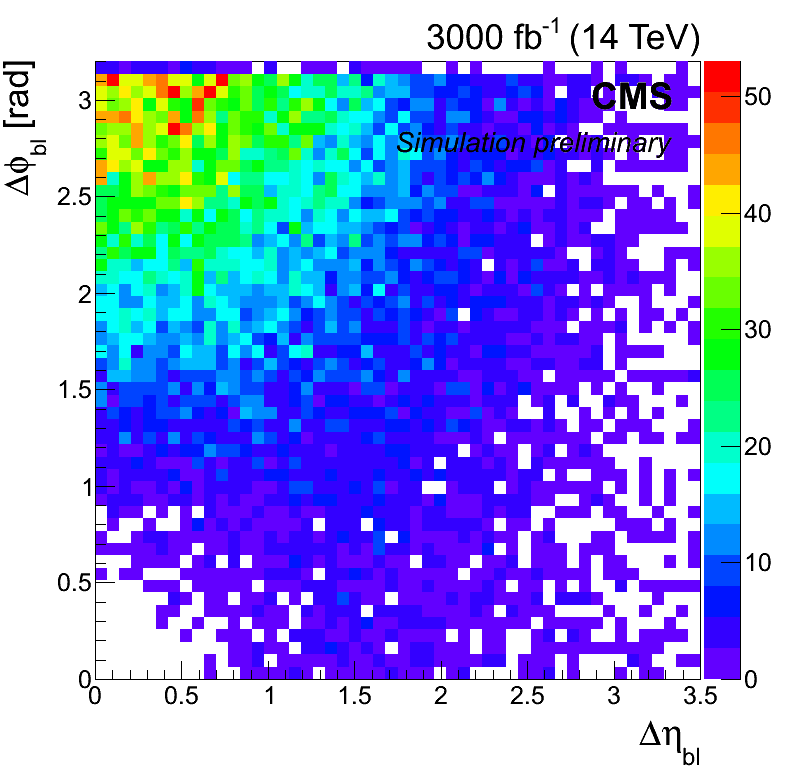 3000 fb-1 (14 TeV)
CMS
Simulation preliminary
Δϕbl [rad]
3
2.5
2
1.5
1
0.5
0
0 0.5 1 1.5 2 2.5 3 3.5
Δηbl
50
40
30
20
10
0